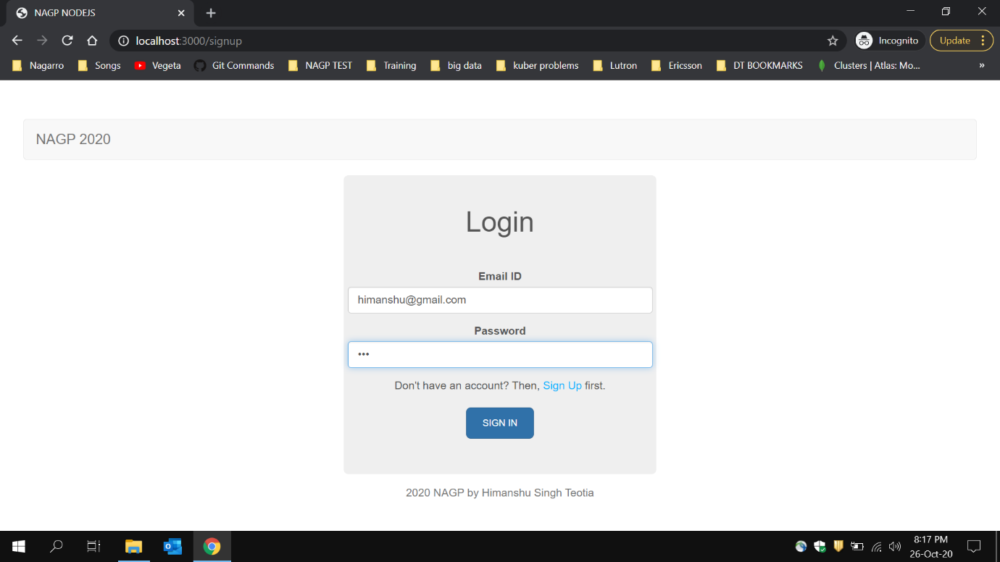 NAGP NODEJS
localhost:3000/signup
Incognito
Update
Nagarro Songs Vegeta Git Commands NAGP TEST Training big data kuber problems Lutron Ericsson DT BOOKMARKS Clusters | Atlas: Mo... »
NAGP 2020
Login
Email ID
himanshu@gmail.com
Password
•••
Don't have an account? Then, Sign Up first.
SIGN IN
2020 NAGP by Himanshu Singh Teotia
8:17 PM
26-Oct-20